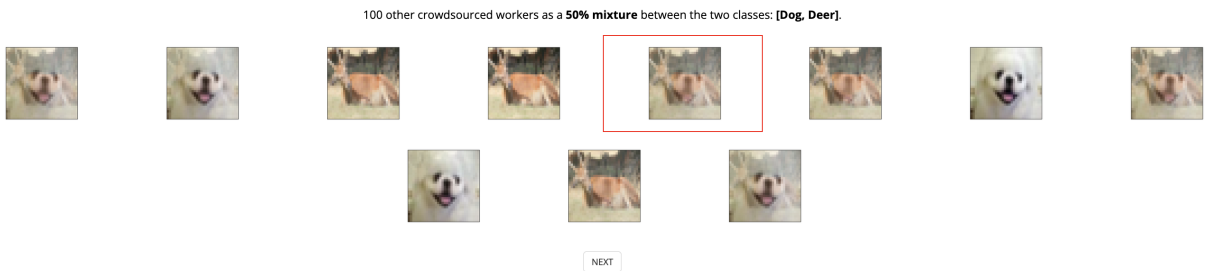 100 other crowdsourced workers as a 50% mixture between the two classes: [Dog, Deer].
NEXT